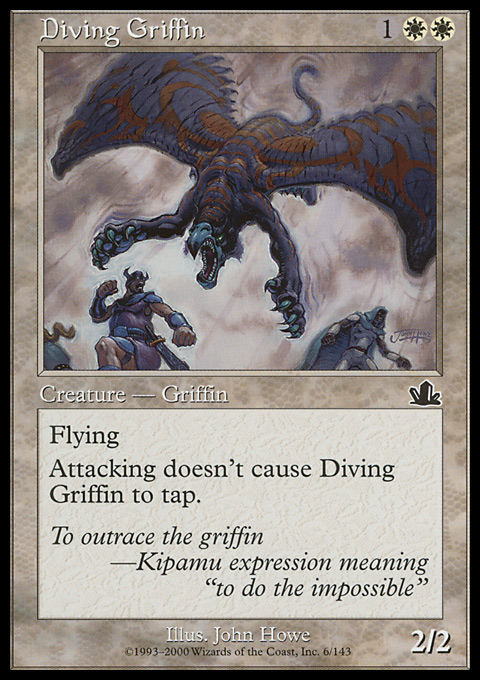 Diving Griffin 1
Creature — Griffin
Flying
Attacking doesn't cause Diving
Griffin to tap.
To outrace the griffin
—Kipamu expression meaning
“to do the impossible”
Illus. John Howe
©1993–2000 Wizards of the Coast, Inc. 6/143
2/2